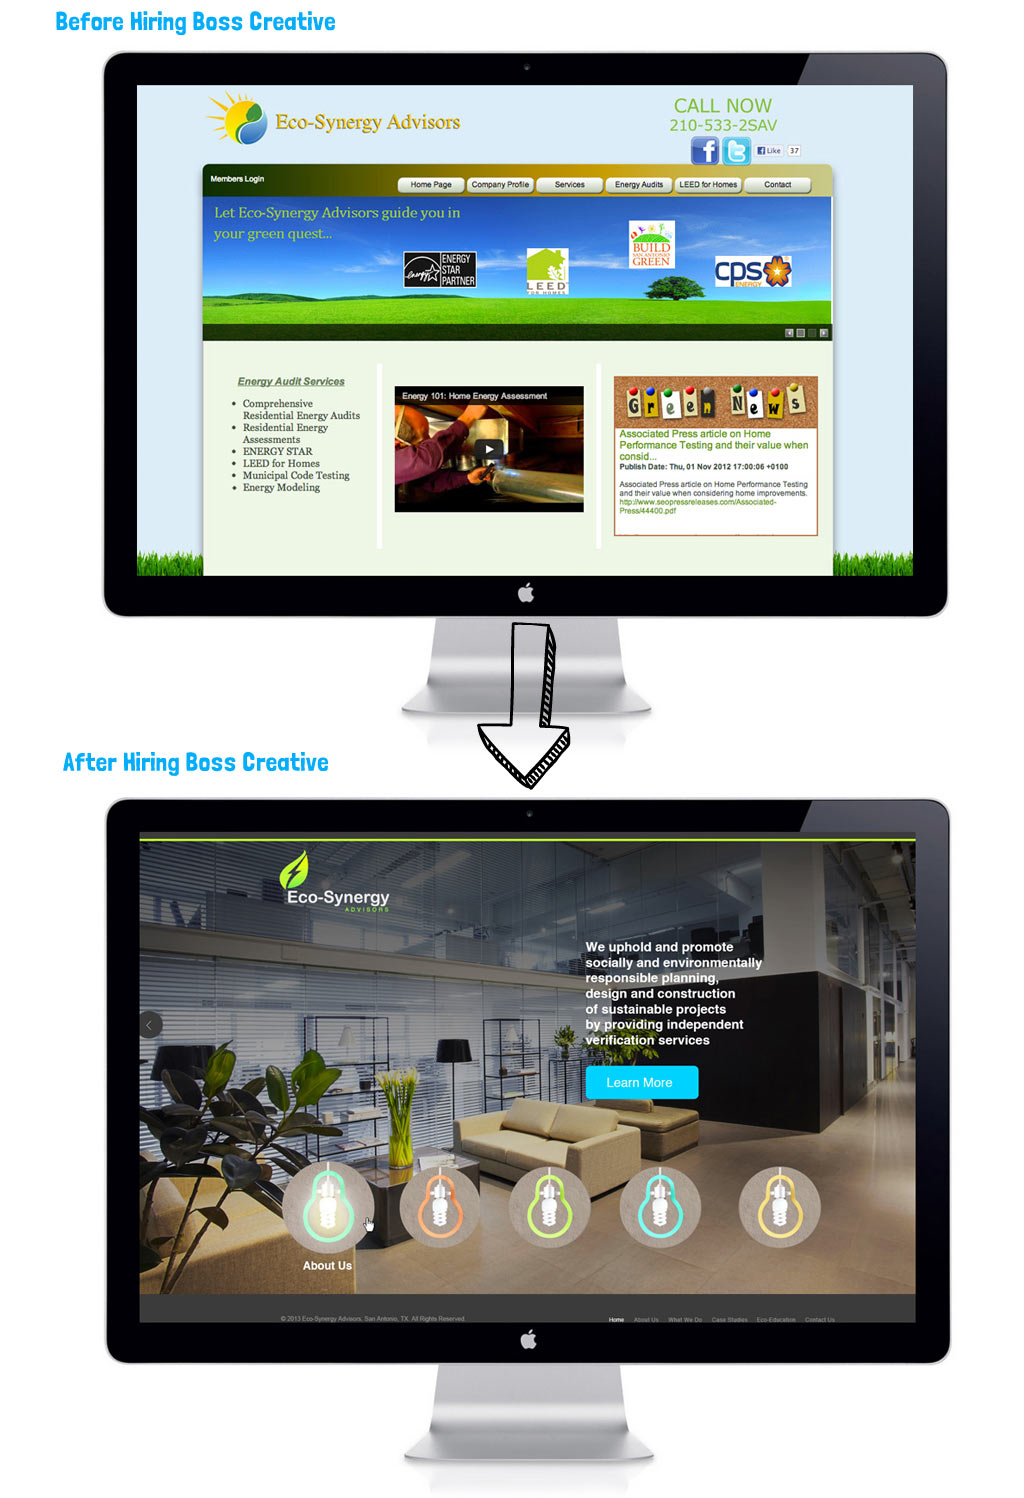 Before Hiring Boss Creative
Eco-Synergy Advisors
CALL NOW
210-533-2SAV
f
t
Like
37
Members Login
Home Page
Company Profile
Services
Energy Audits
LEED for Homes
Contact
Let Eco-Synergy Advisors guide you in
your green quest...
energy
ENERGY
STAR
PARTNER
LEED
FOR HOMES
BUILD
SAN ANTONIO
GREEN
CPS
ENERGY
Energy Audit Services
• Comprehensive
Residential Energy Audits
• Residential Energy
Assessments
• ENERGY STAR
• LEED for Homes
• Municipal Code Testing
• Energy Modeling
Energy 101: Home Energy Assessment
Green News
Associated Press article on Home
Performance Testing and their value when
consid...
Publish Date: Thu, 01 Nov 2012 17:00:06 +0100
Associated Press article on Home Performance Testing
and their value when considering home improvements.
http://www.seopressreleases.com/Associated-
Press/44400.pdf
After Hiring Boss Creative
Eco-Synergy
ADVISORS
We uphold and promote
socially and environmentally
responsible planning,
design and construction
of sustainable projects
by providing independent
verification services
Learn More
About Us
© 2013 Eco-Synergy Advisors. San Antonio, TX. All Rights Reserved.
Home
About Us
What We Do
Case Studies
Eco-Education
Contact Us